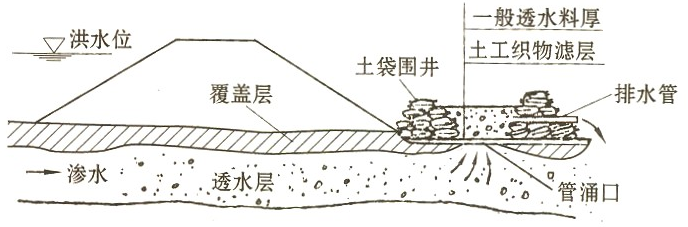 一般透水料厚
洪水位
土工织物滤层
土袋围井
排水管
覆盖层
渗水
透水层
管涌口